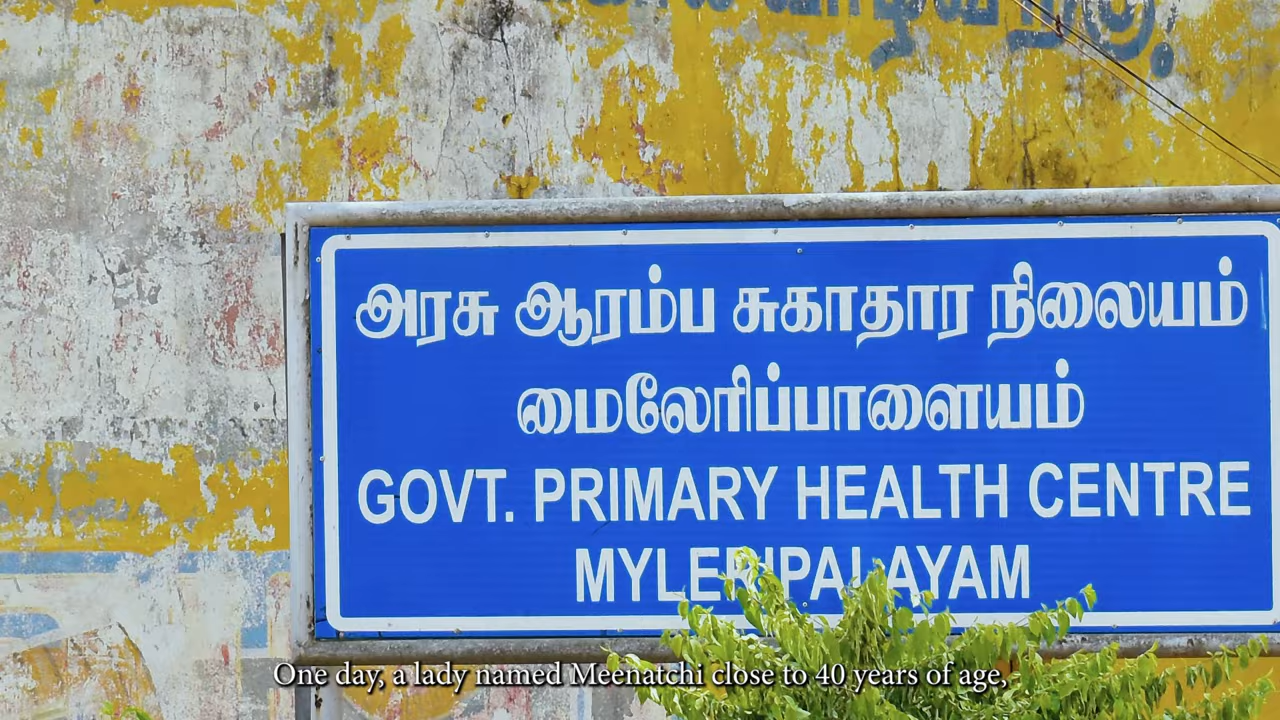 அரசு ஆரம்ப சுகாதார நிலையம்
மைலேரிப்பாளையம்
GOVT. PRIMARY HEALTH CENTRE
MYLERIPALAYAM
One day, a lady named Meenatchi close to 40 years of age,